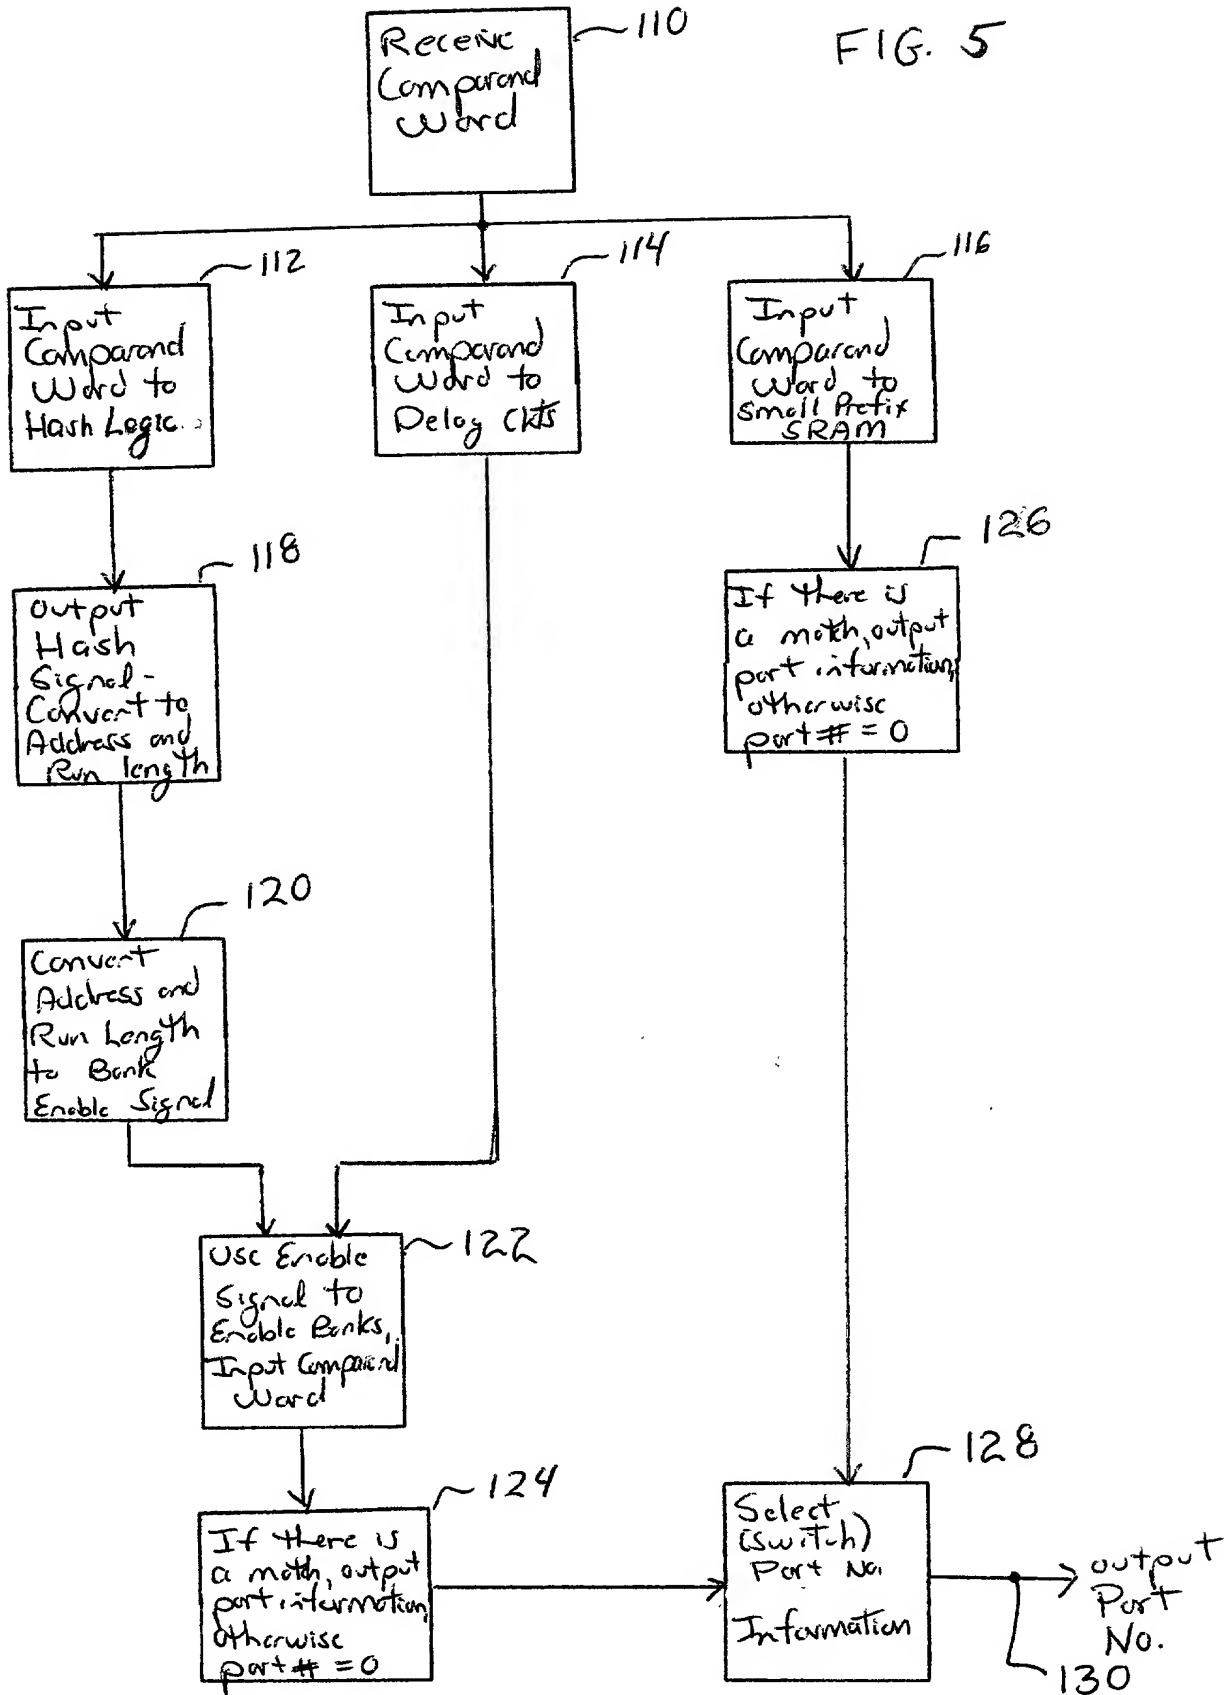 FIG. 5
110
Receive
Comparand
Word
112
Input
Comparand
Word to
Hash Logic
114
Input
Comparand
Word to
Delay Ckts
116
Input
Comparand
Word to
Small Prefix
SRAM
118
Output
Hash
Signal -
Convert to
Address and
Run length
126
If there is
a match, output
port information,
otherwise
port # = 0
120
Convert
Address and
Run Length
to Bank
Enable Signal
122
Use Enable
Signal to
Enable Banks,
Input Comparand
Word
124
If there is
a match, output
port information,
otherwise
port # = 0
128
Select
(switch)
Port No.
Information
output
Port
No.
130